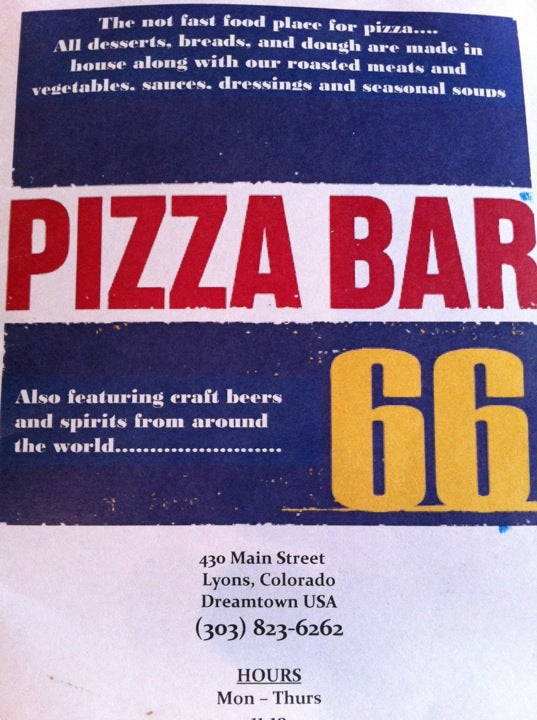 The not fast food place for pizza....
All desserts, breads, and dough are made in
house along with our roasted meats and
vegetables, sauces, dressings and seasonal soups
PIZZA BAR
66
Also featuring craft beers
and spirits from around
the world........................
430 Main Street
Lyons, Colorado
Dreamtown USA
(303) 823-6262
HOURS
Mon – Thurs